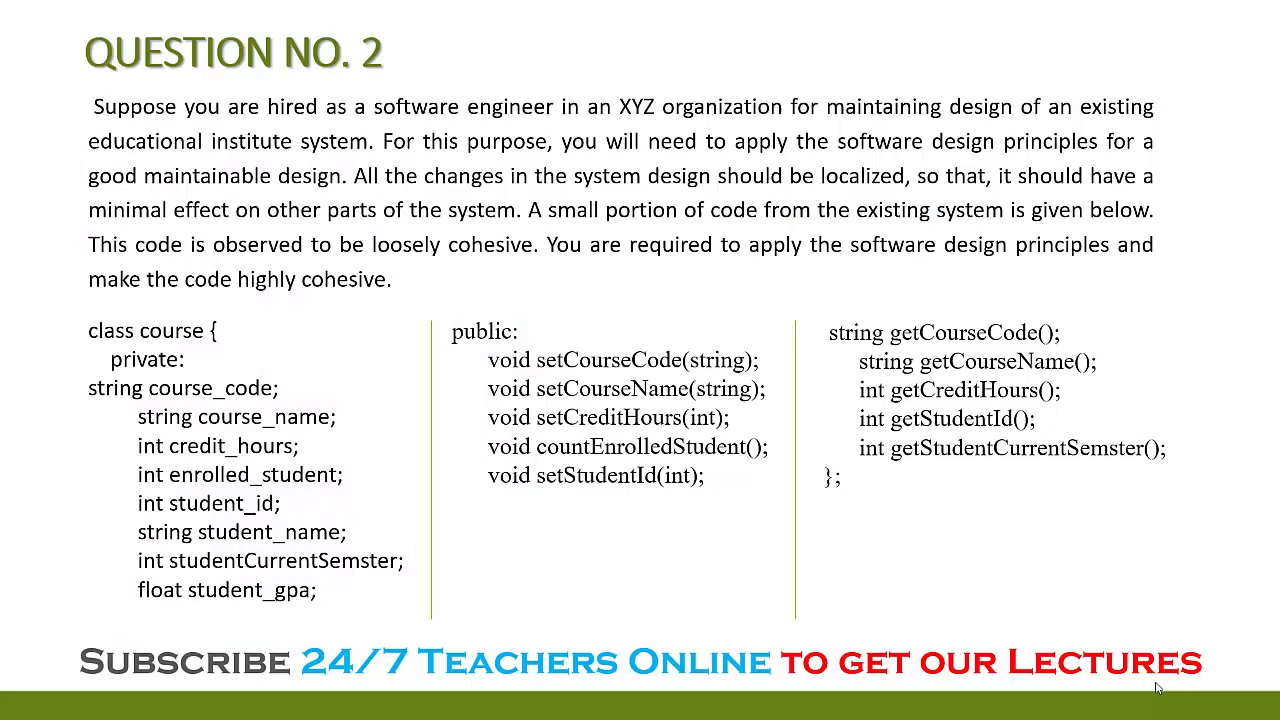 QUESTION NO. 2
Suppose you are hired as a software engineer in an XYZ organization for maintaining design of an existing
educational institute system. For this purpose, you will need to apply the software design principles for a
good maintainable design. All the changes in the system design should be localized, so that, it should have a
minimal effect on other parts of the system. A small portion of code from the existing system is given below.
This code is observed to be loosely cohesive. You are required to apply the software design principles and
make the code highly cohesive.
class course {
private:
string course_code;
string course_name;
int credit_hours;
int enrolled_student;
int student_id;
string student_name;
int studentCurrentSemster;
float student_gpa;
public:
void setCourseCode(string);
void setCourseName(string);
void setCreditHours(int);
void countEnrolledStudent();
void setStudentId(int);
string getCourseCode();
string getCourseName();
int getCreditHours();
int getStudentId();
int getStudentCurrentSemster();
};
SUBSCRIBE 24/7 TEACHERS ONLINE TO GET OUR LECTURES